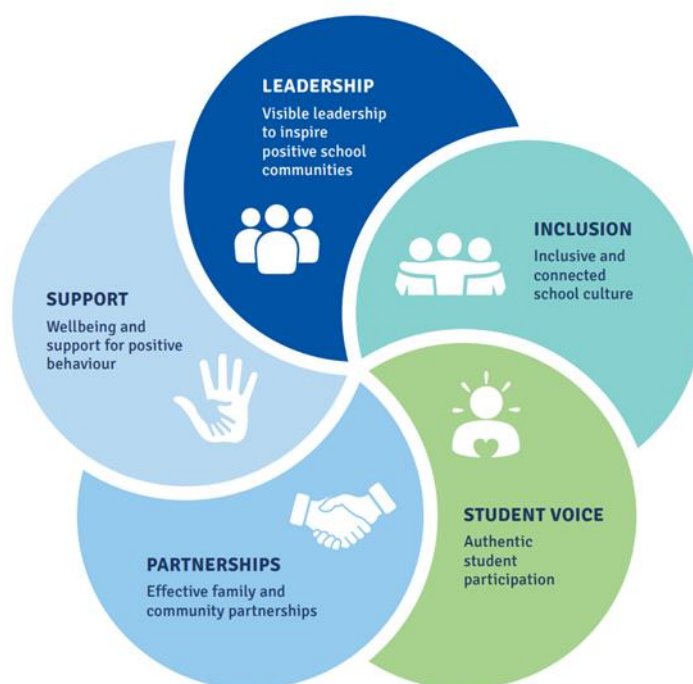 LEADERSHIP
Visible leadership
to inspire
positive school
communities
INCLUSION
Inclusive and
connected
school culture
STUDENT VOICE
Authentic
student
participation
PARTNERSHIPS
Effective family and
community partnerships
SUPPORT
Wellbeing and
support for positive
behaviour